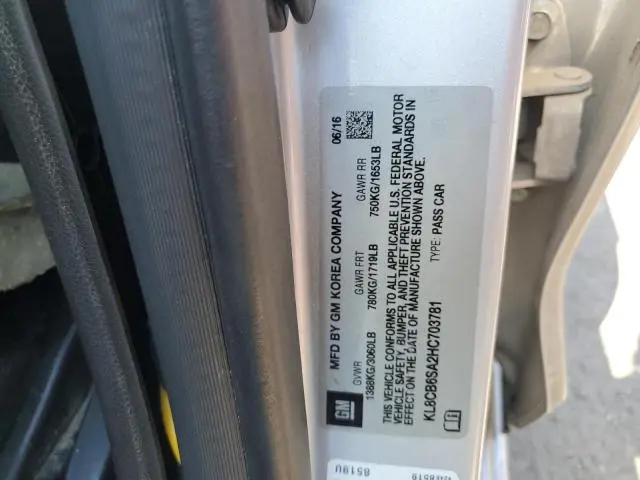 MFD BY GM KOREA COMPANY 06/16
GVWR GAWR FRT GAWR RR
1388KG/3060LB 780KG/1719LB 750KG/1653LB
THIS VEHICLE CONFORMS TO ALL APPLICABLE U.S. FEDERAL MOTOR
VEHICLE SAFETY, BUMPER, AND THEFT PREVENTION STANDARDS IN
EFFECT ON THE DATE OF MANUFACTURE SHOWN ABOVE.
KL8CB6SA2HC703781 TYPE: PASS CAR
GM
8519U
42488519